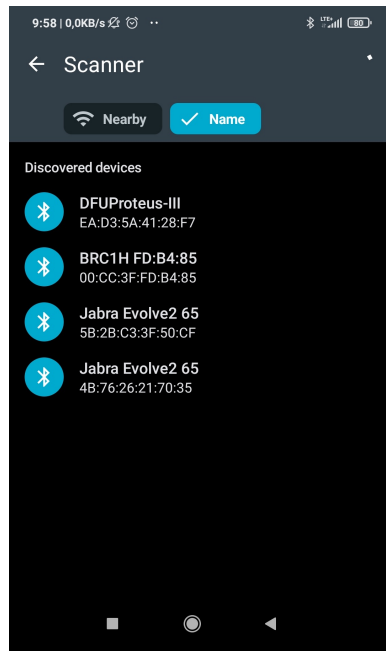 9:58 | 0,0KB/s
LTE+
80
Scanner
Nearby
Name
Discovered devices
DFUProteus-III
EA:D3:5A:41:28:F7
BRC1H FD:B4:85
00:CC:3F:FD:B4:85
Jabra Evolve2 65
5B:2B:C3:3F:50:CF
Jabra Evolve2 65
4B:76:26:21:70:35